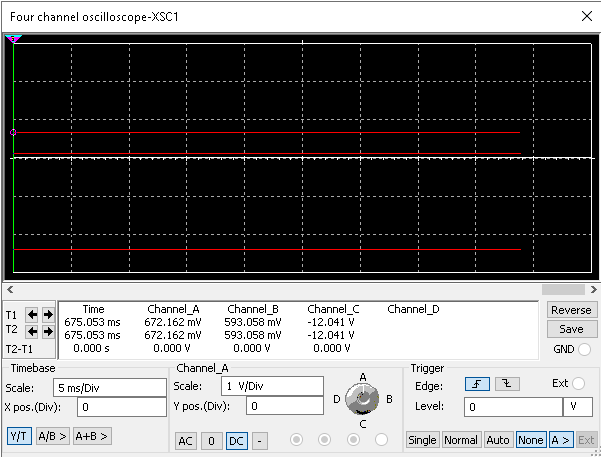 Four channel oscilloscope-XSC1
Time Channel_A Channel_B Channel_C Channel_D
T1 675.053 ms 672.162 mV 593.058 mV -12.041 V
T2 675.053 ms 672.162 mV 593.058 mV -12.041 V
T2-T1 0.000 s 0.000 V 0.000 V 0.000 V
Reverse
Save
GND
Timebase
Scale: 5 ms/Div
X pos.(Div): 0
Y/T A/B > A+B >
Channel_A
Scale: 1 V/Div
Y pos.(Div): 0
AC 0 DC -
A
D B
C
Trigger
Edge: Ext
Level: 0 V
Single Normal Auto None A > Ext